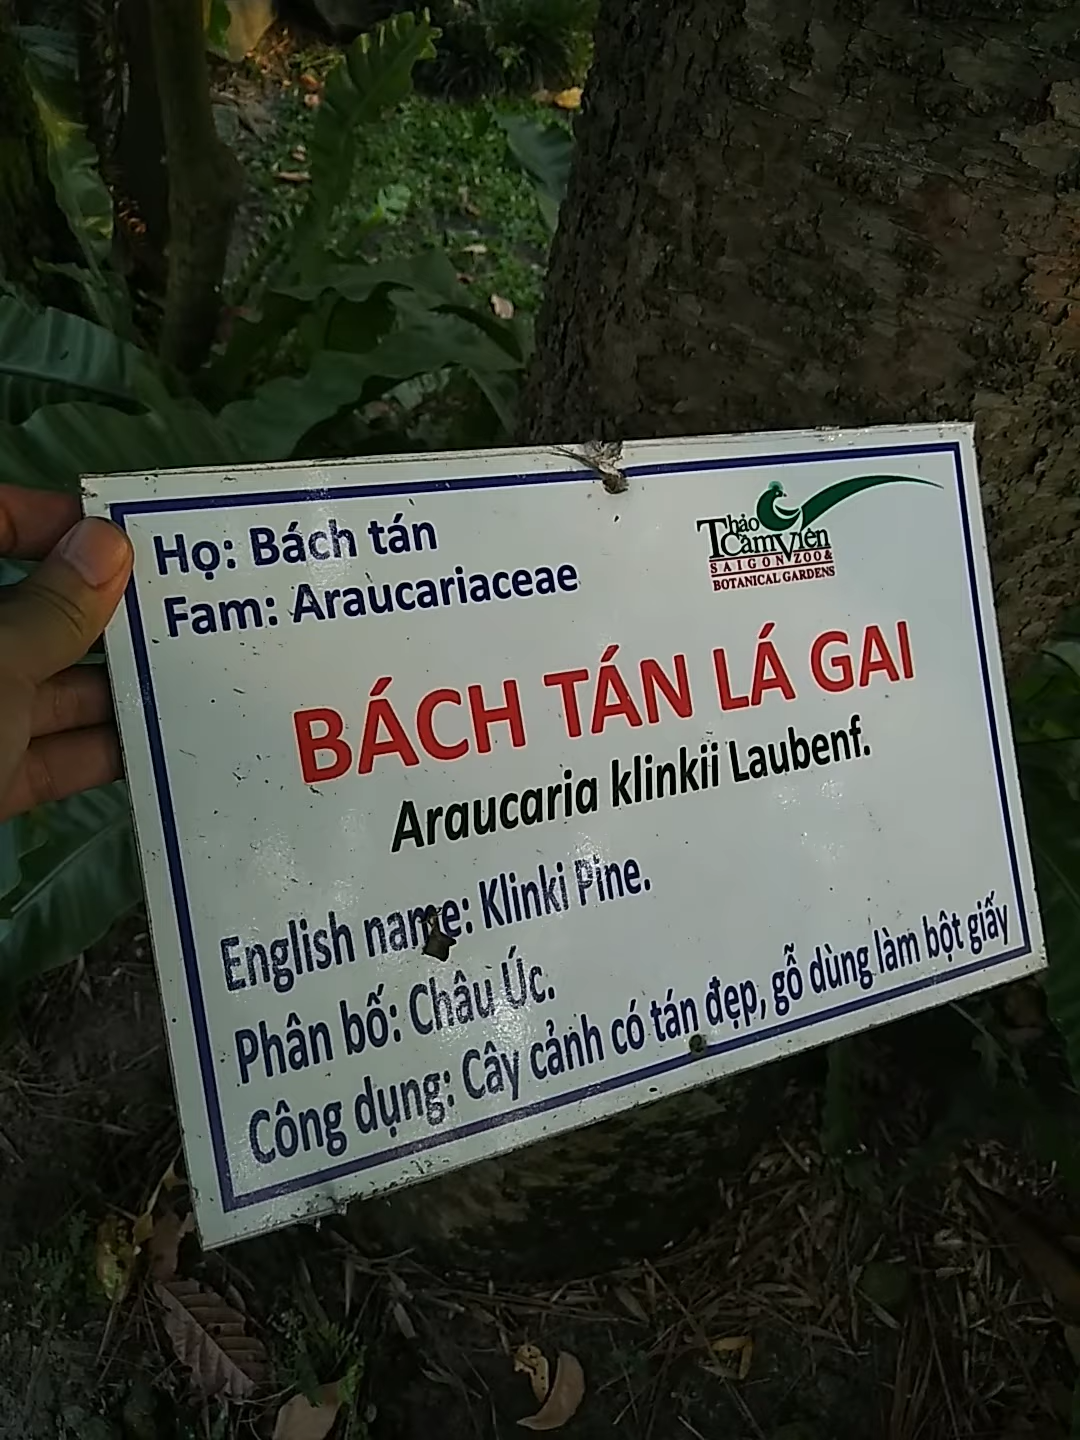 Họ: Bách tán
Fam: Araucariaceae
Thảo
Cầm Viên
SAIGON ZOO &
BOTANICAL GARDENS
BÁCH TÁN LÁ GAI
Araucaria klinkii Laubenf.
English name: Klinki Pine.
Phân bố: Châu Úc.
Công dụng: Cây cảnh có tán đẹp, gỗ dùng làm bột giấy